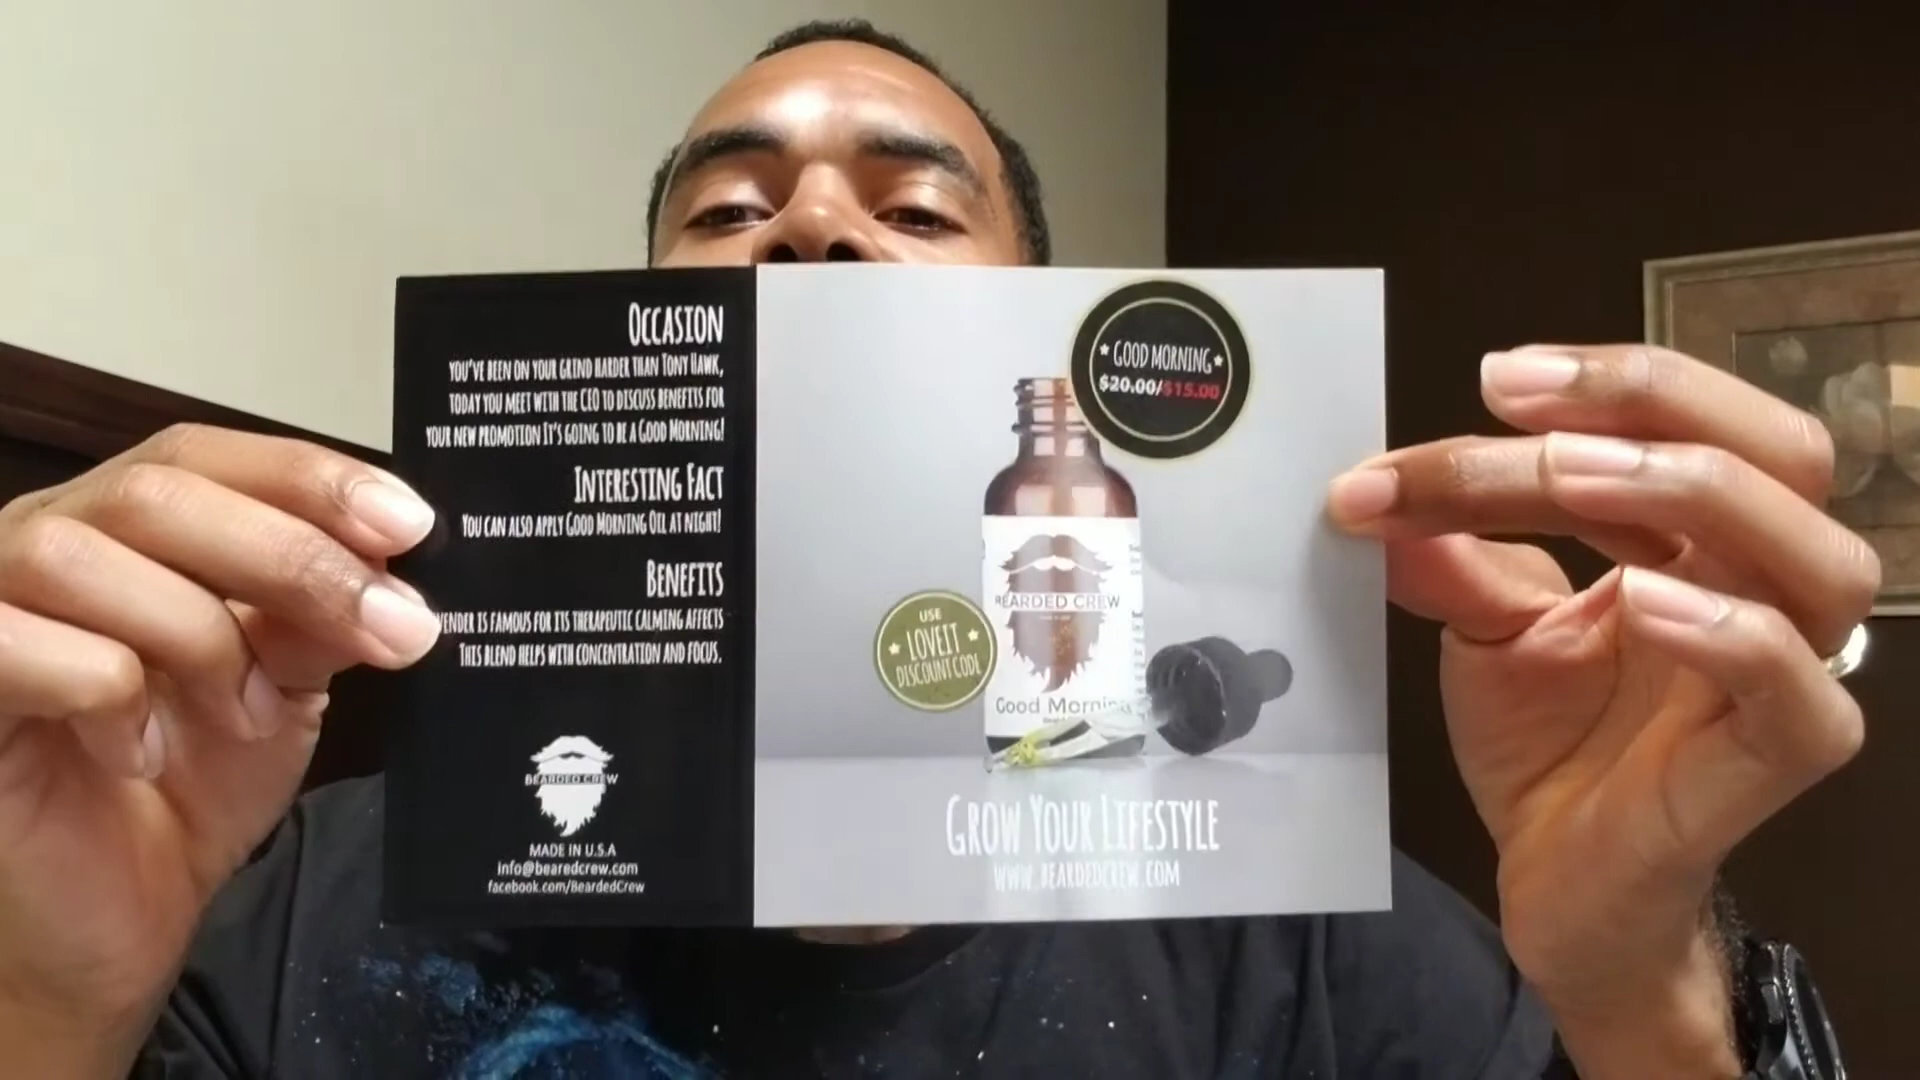 OCCASION
YOU'VE BEEN ON YOUR GRIND HARDER THAN TONY HAWK,
TODAY YOU MEET WITH THE CEO TO DISCUSS BENEFITS FOR
YOUR NEW PROMOTION IT'S GOING TO BE A GOOD MORNING!
INTERESTING FACT
YOU CAN ALSO APPLY GOOD MORNING OIL AT NIGHT!
BENEFITS
VENDER IS FAMOUS FOR ITS THERAPEUTIC CALMING AFFECTS
THIS BLEND HELPS WITH CONCENTRATION AND FOCUS.
BEARDED CREW
MADE IN U.S.A
info@bearedcrew.com
facebook.com/BeardedCrew
GOOD MORNING
$20.00/$15.00
BEARDED CREW
Good Morning
USE
LOVEIT
DISCOUNT CODE
GROW YOUR LIFESTYLE
WWW.BEARDEDCREW.COM